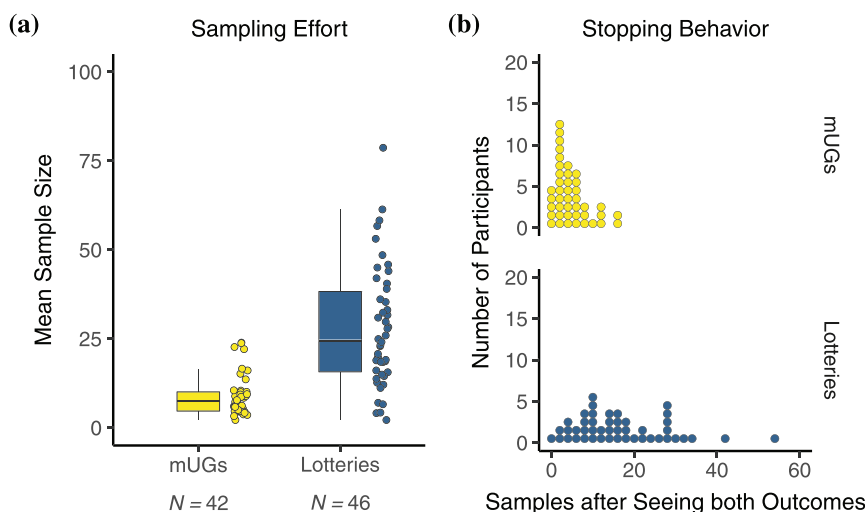 (a)
Sampling Effort
Mean Sample Size
100
75
50
25
0
mUGs
Lotteries
N = 42
N = 46
(b)
Stopping Behavior
Number of Participants
20
15
10
5
0
mUGs
20
15
10
5
0
Lotteries
0
20
40
60
Samples after Seeing both Outcomes